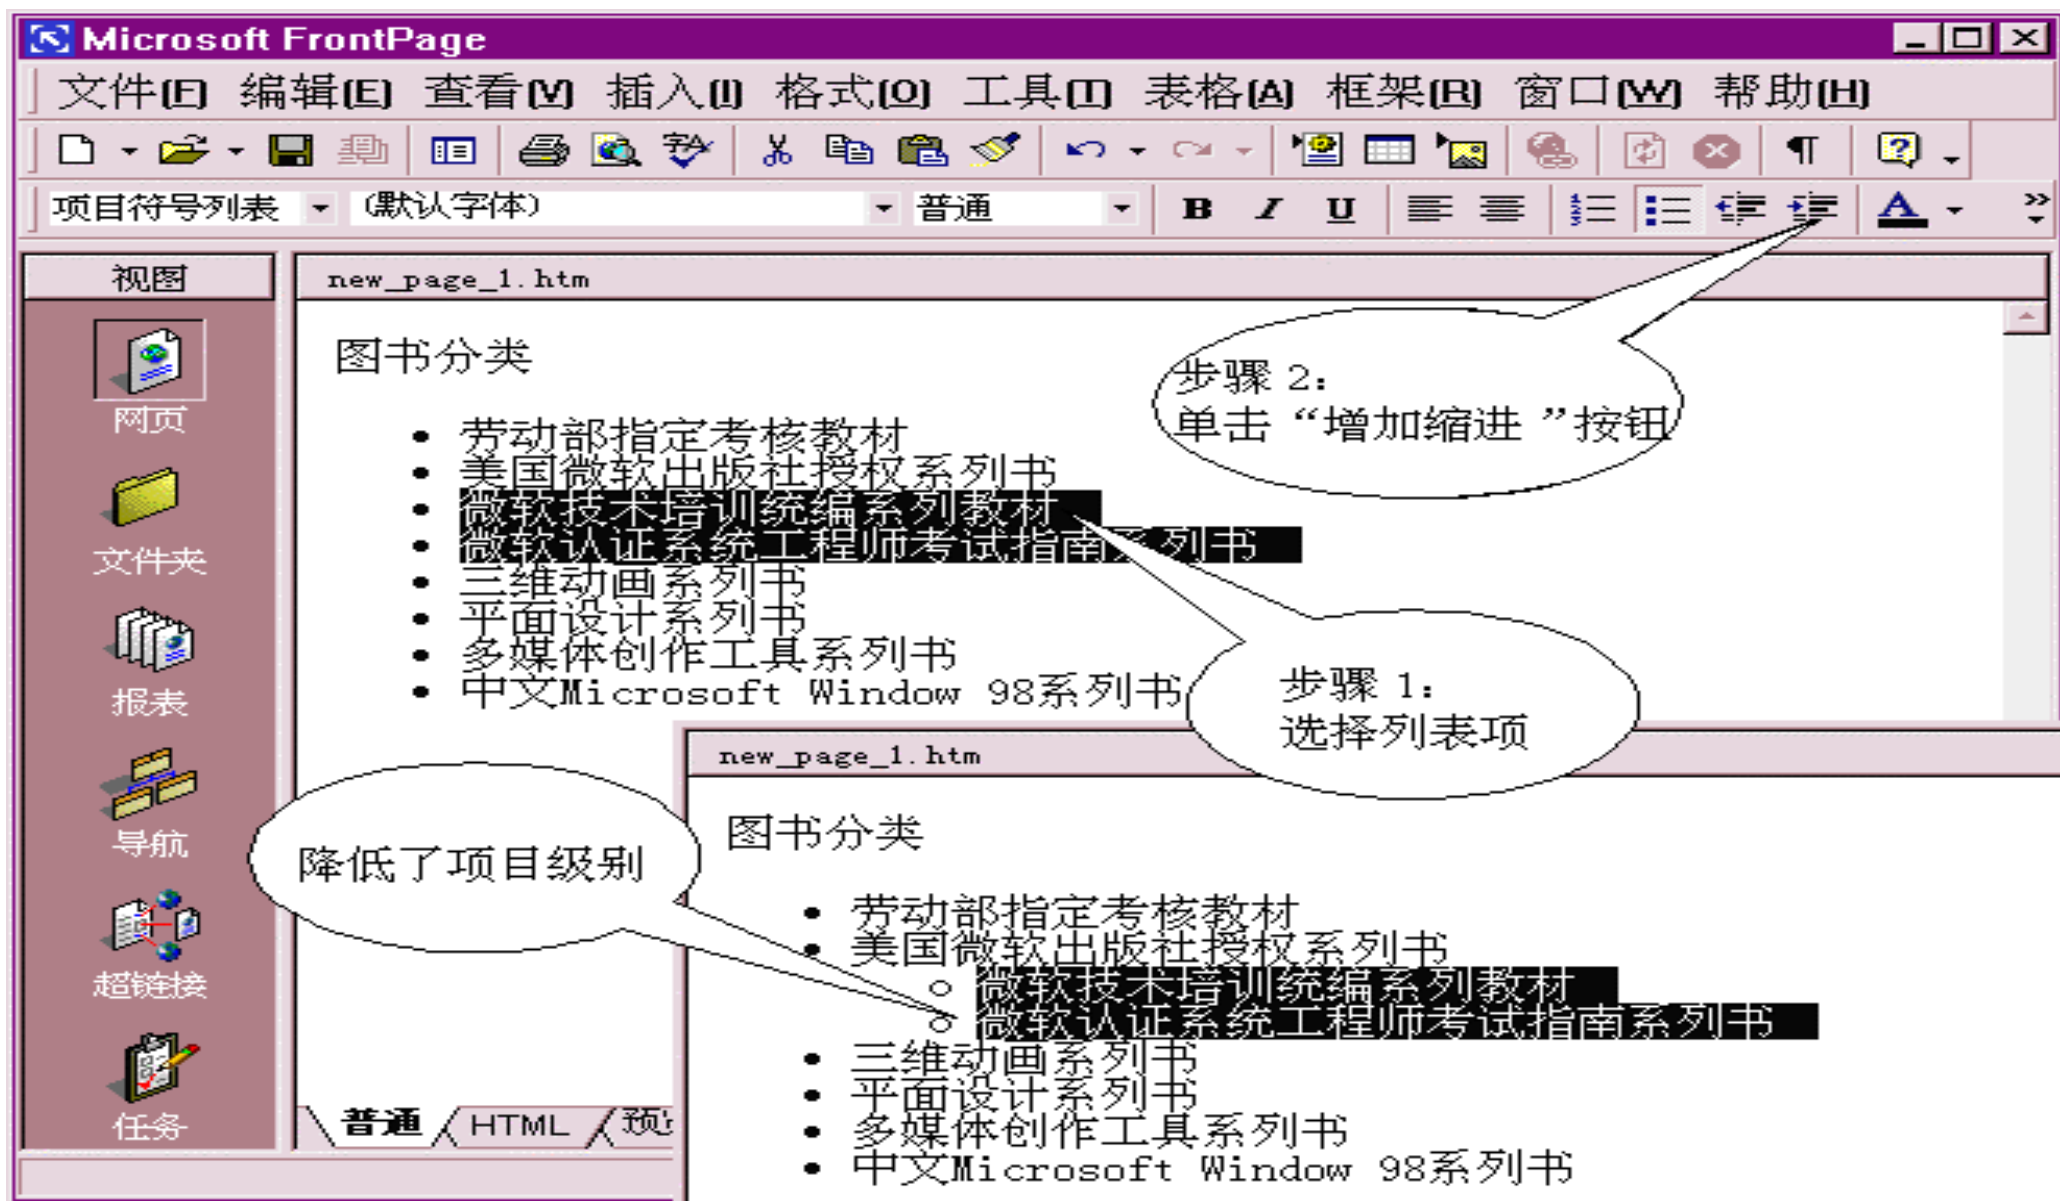 Microsoft FrontPage
文件(F) 编辑(E) 查看(V) 插入(I) 格式(O) 工具(T) 表格(A) 框架(R) 窗口(W) 帮助(H)
项目符号列表 (默认字体) 普通 B I U A
视图
new_page_1.htm
网页
文件夹
报表
导航
超链接
任务
图书分类
劳动部指定考核教材
美国微软出版社授权系列书
微软技术培训统编系列教材
微软认证系统工程师考试指南系列书
三维动画系列书
平面设计系列书
多媒体创作工具系列书
中文Microsoft Window 98系列书
步骤 2：
单击“增加缩进 ”按钮
步骤 1：
选择列表项
降低了项目级别
new_page_1.htm
图书分类
劳动部指定考核教材
美国微软出版社授权系列书
微软技术培训统编系列教材
微软认证系统工程师考试指南系列书
三维动画系列书
平面设计系列书
多媒体创作工具系列书
中文Microsoft Window 98系列书
普通 HTML 预